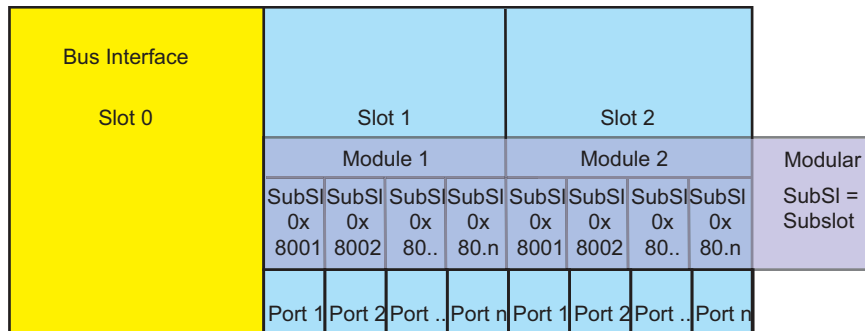 Bus Interface
Slot 0
Slot 1
Slot 2
Module 1
Module 2
Modular
SubSl SubSl SubSl SubSl SubSl SubSl SubSl SubSl
0x 0x 0x 0x 0x 0x 0x 0x
8001 8002 80.. 80.n 8001 8002 80.. 80.n
SubSl =
Subslot
Port 1 Port 2 Port .. Port n Port 1 Port 2 Port .. Port n